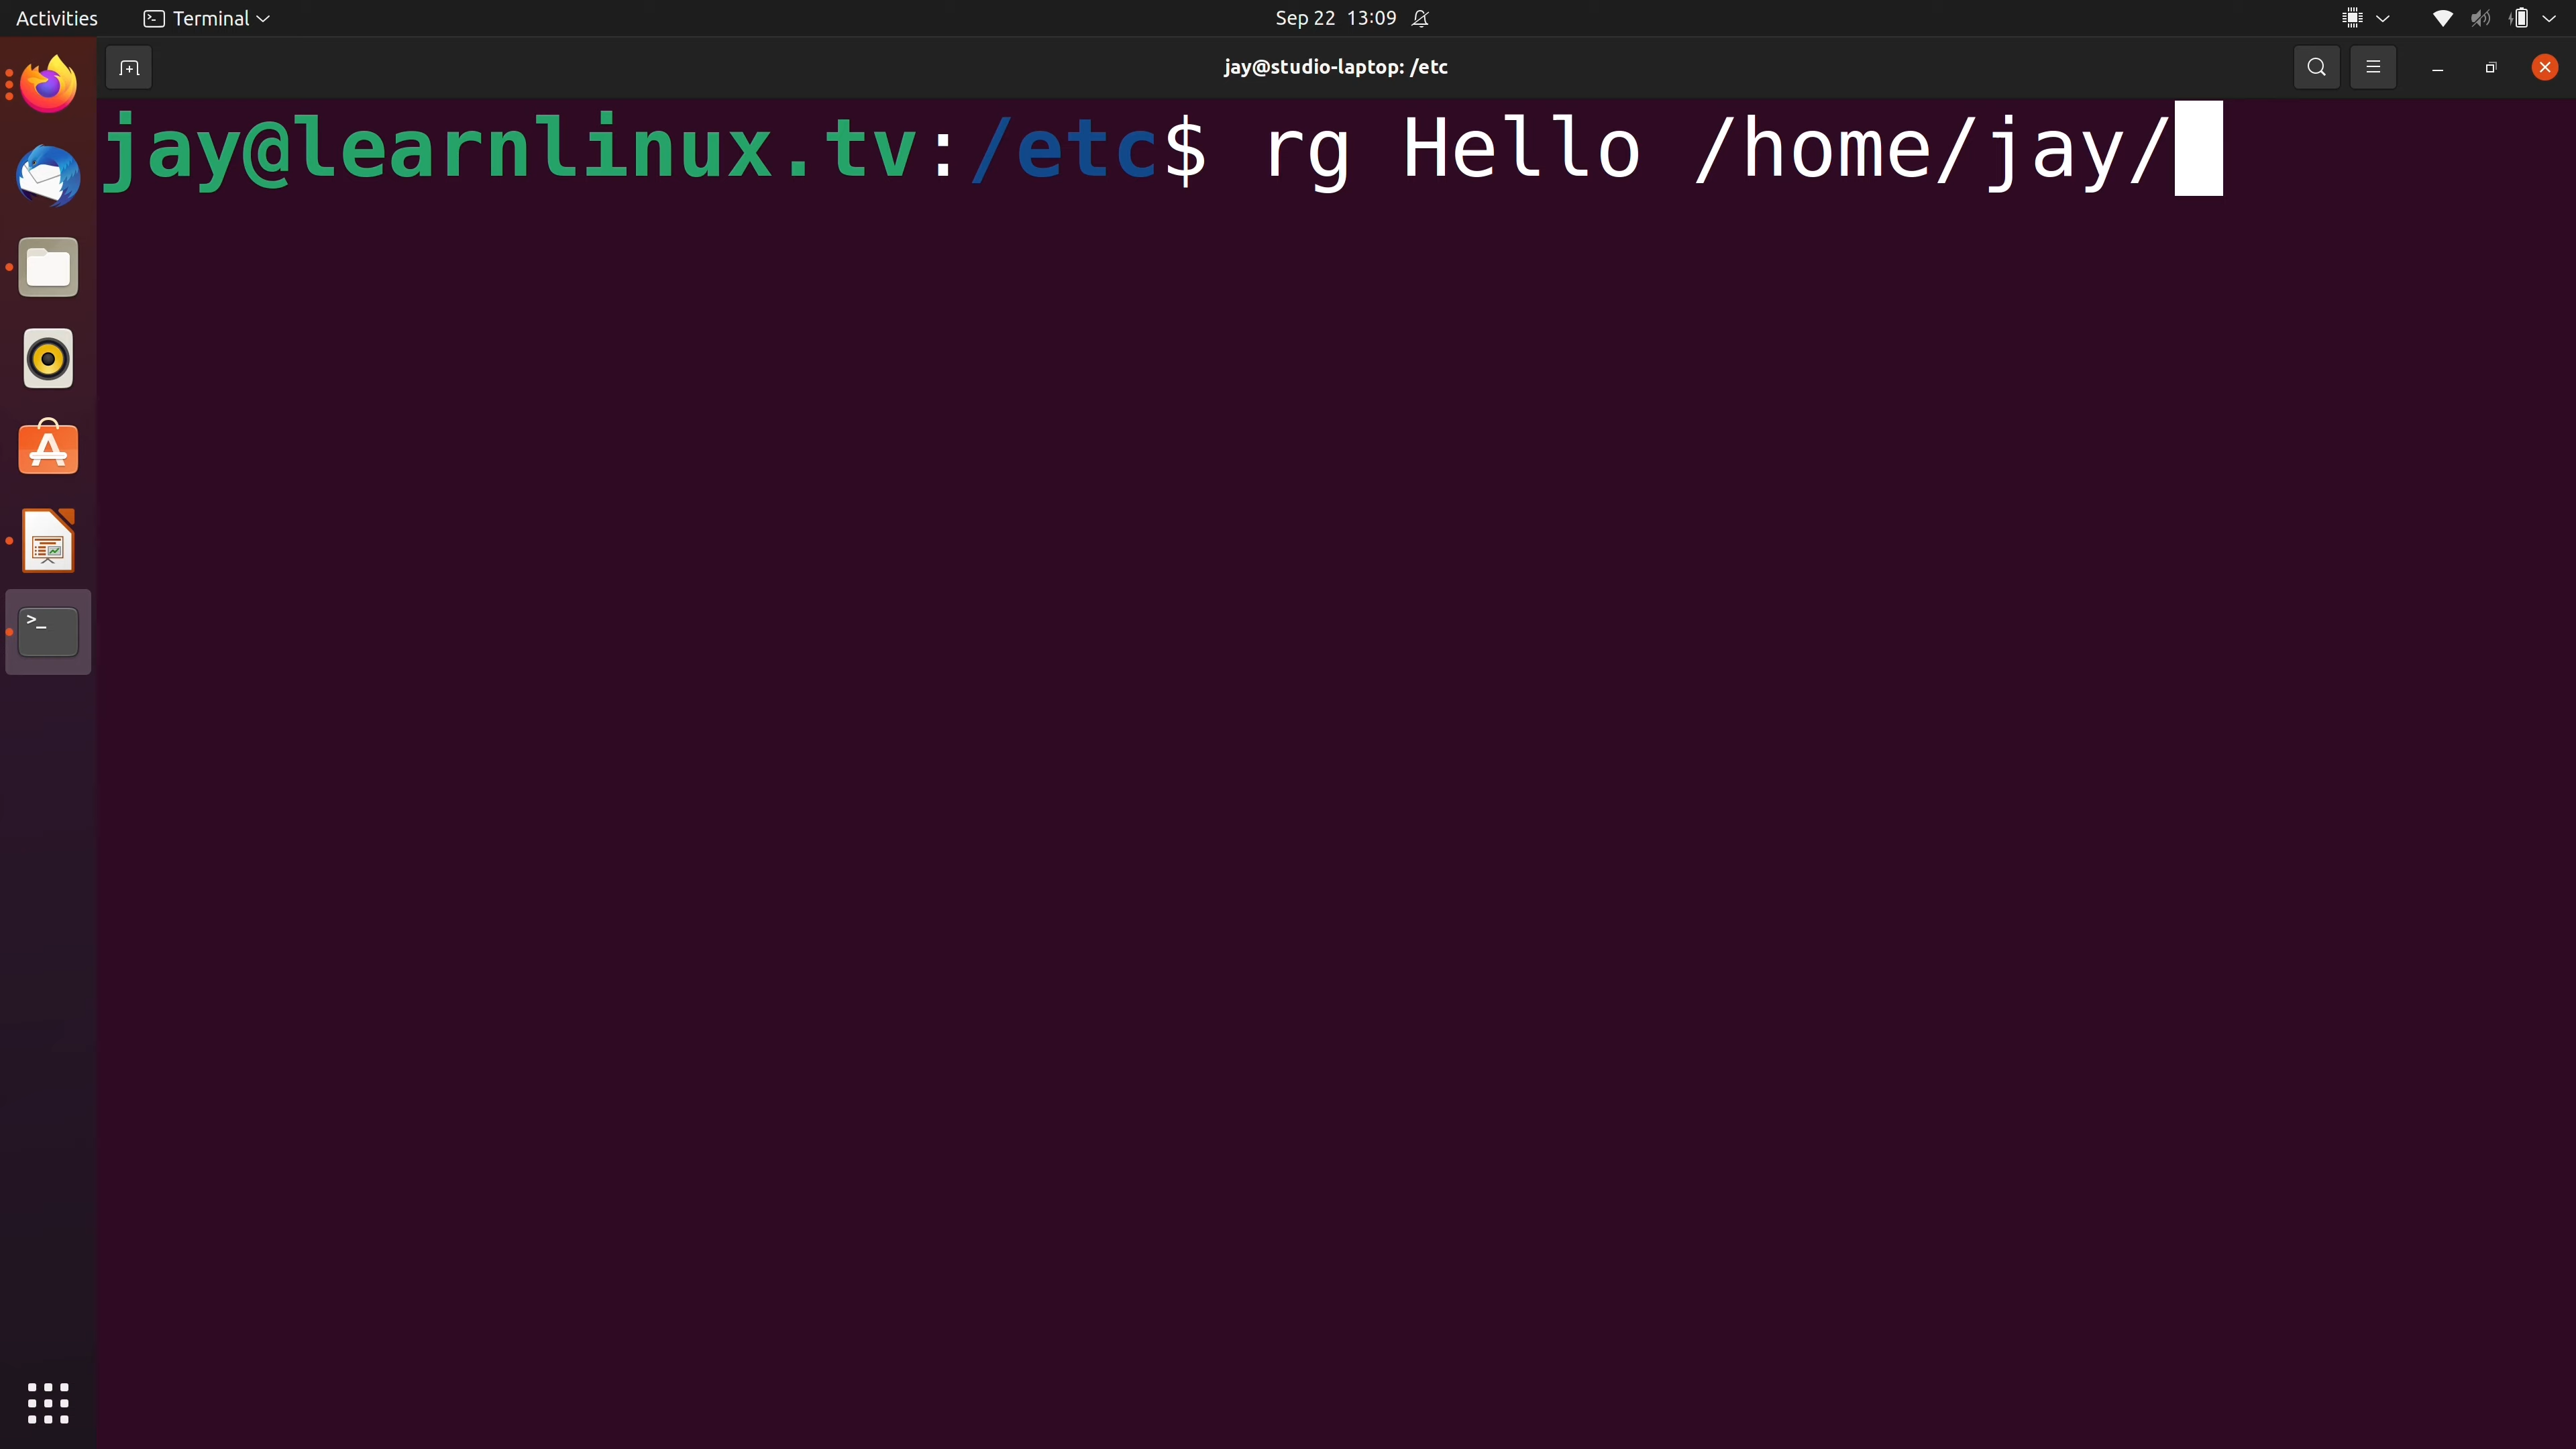 Activities Terminal Sep 22 13:09
jay@studio-laptop: /etc
jay@learnlinux.tv:/etc$ rg Hello /home/jay/
>_